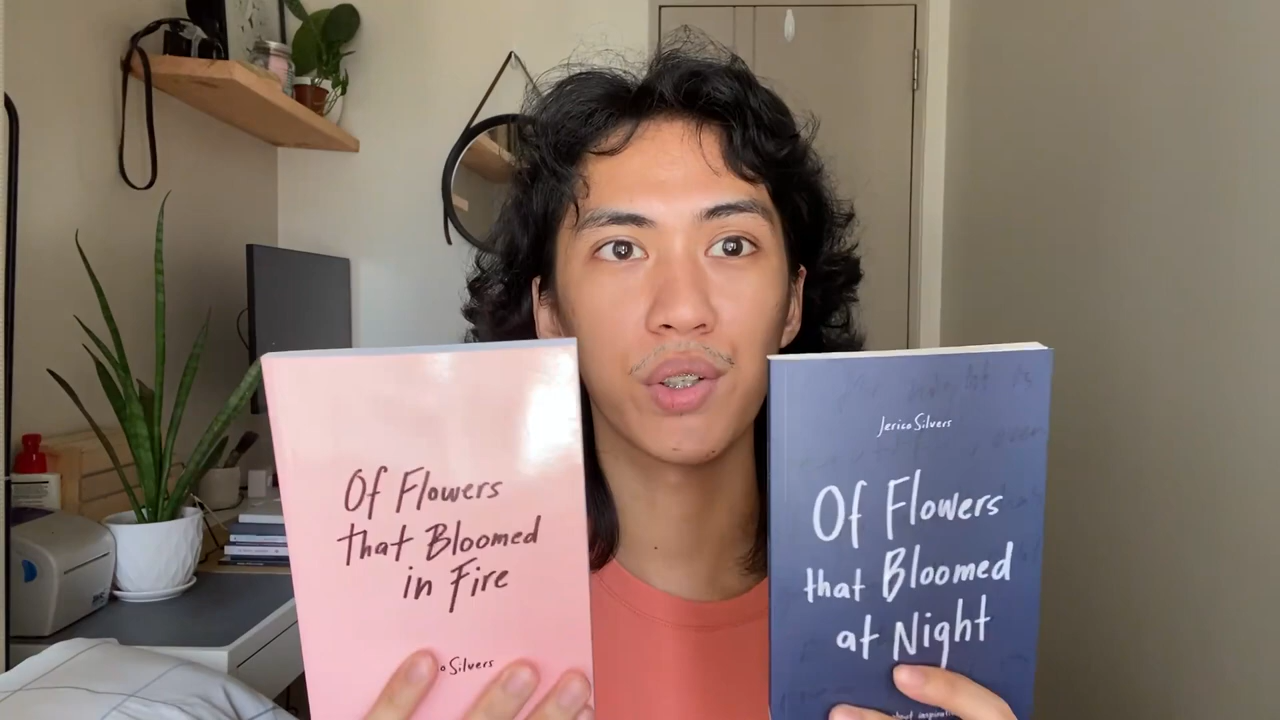 Of Flowers
that Bloomed
in Fire
Silvers
Jerico Silvers
Of Flowers
that Bloomed
at Night